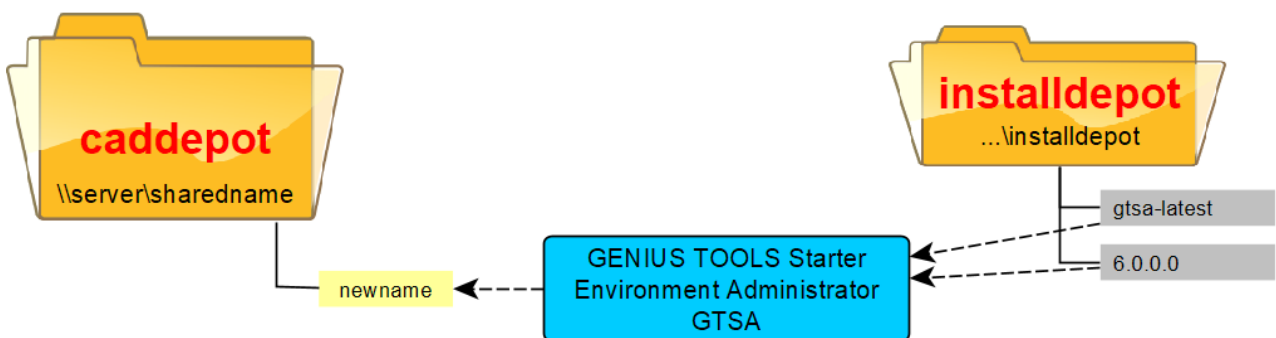 caddepot
\\server\sharedname
installdepot
...\installdepot
gtsa-latest
6.0.0.0
GENIUS TOOLS Starter
Environment Administrator
GTSA
newname